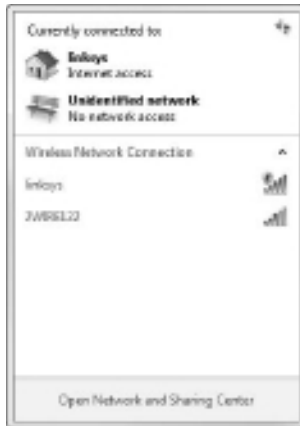 Currently connected to:
linksys
Internet access
Unidentified network
No network access
Wireless Network Connection
linksys
2WIRE122
Open Network and Sharing Center